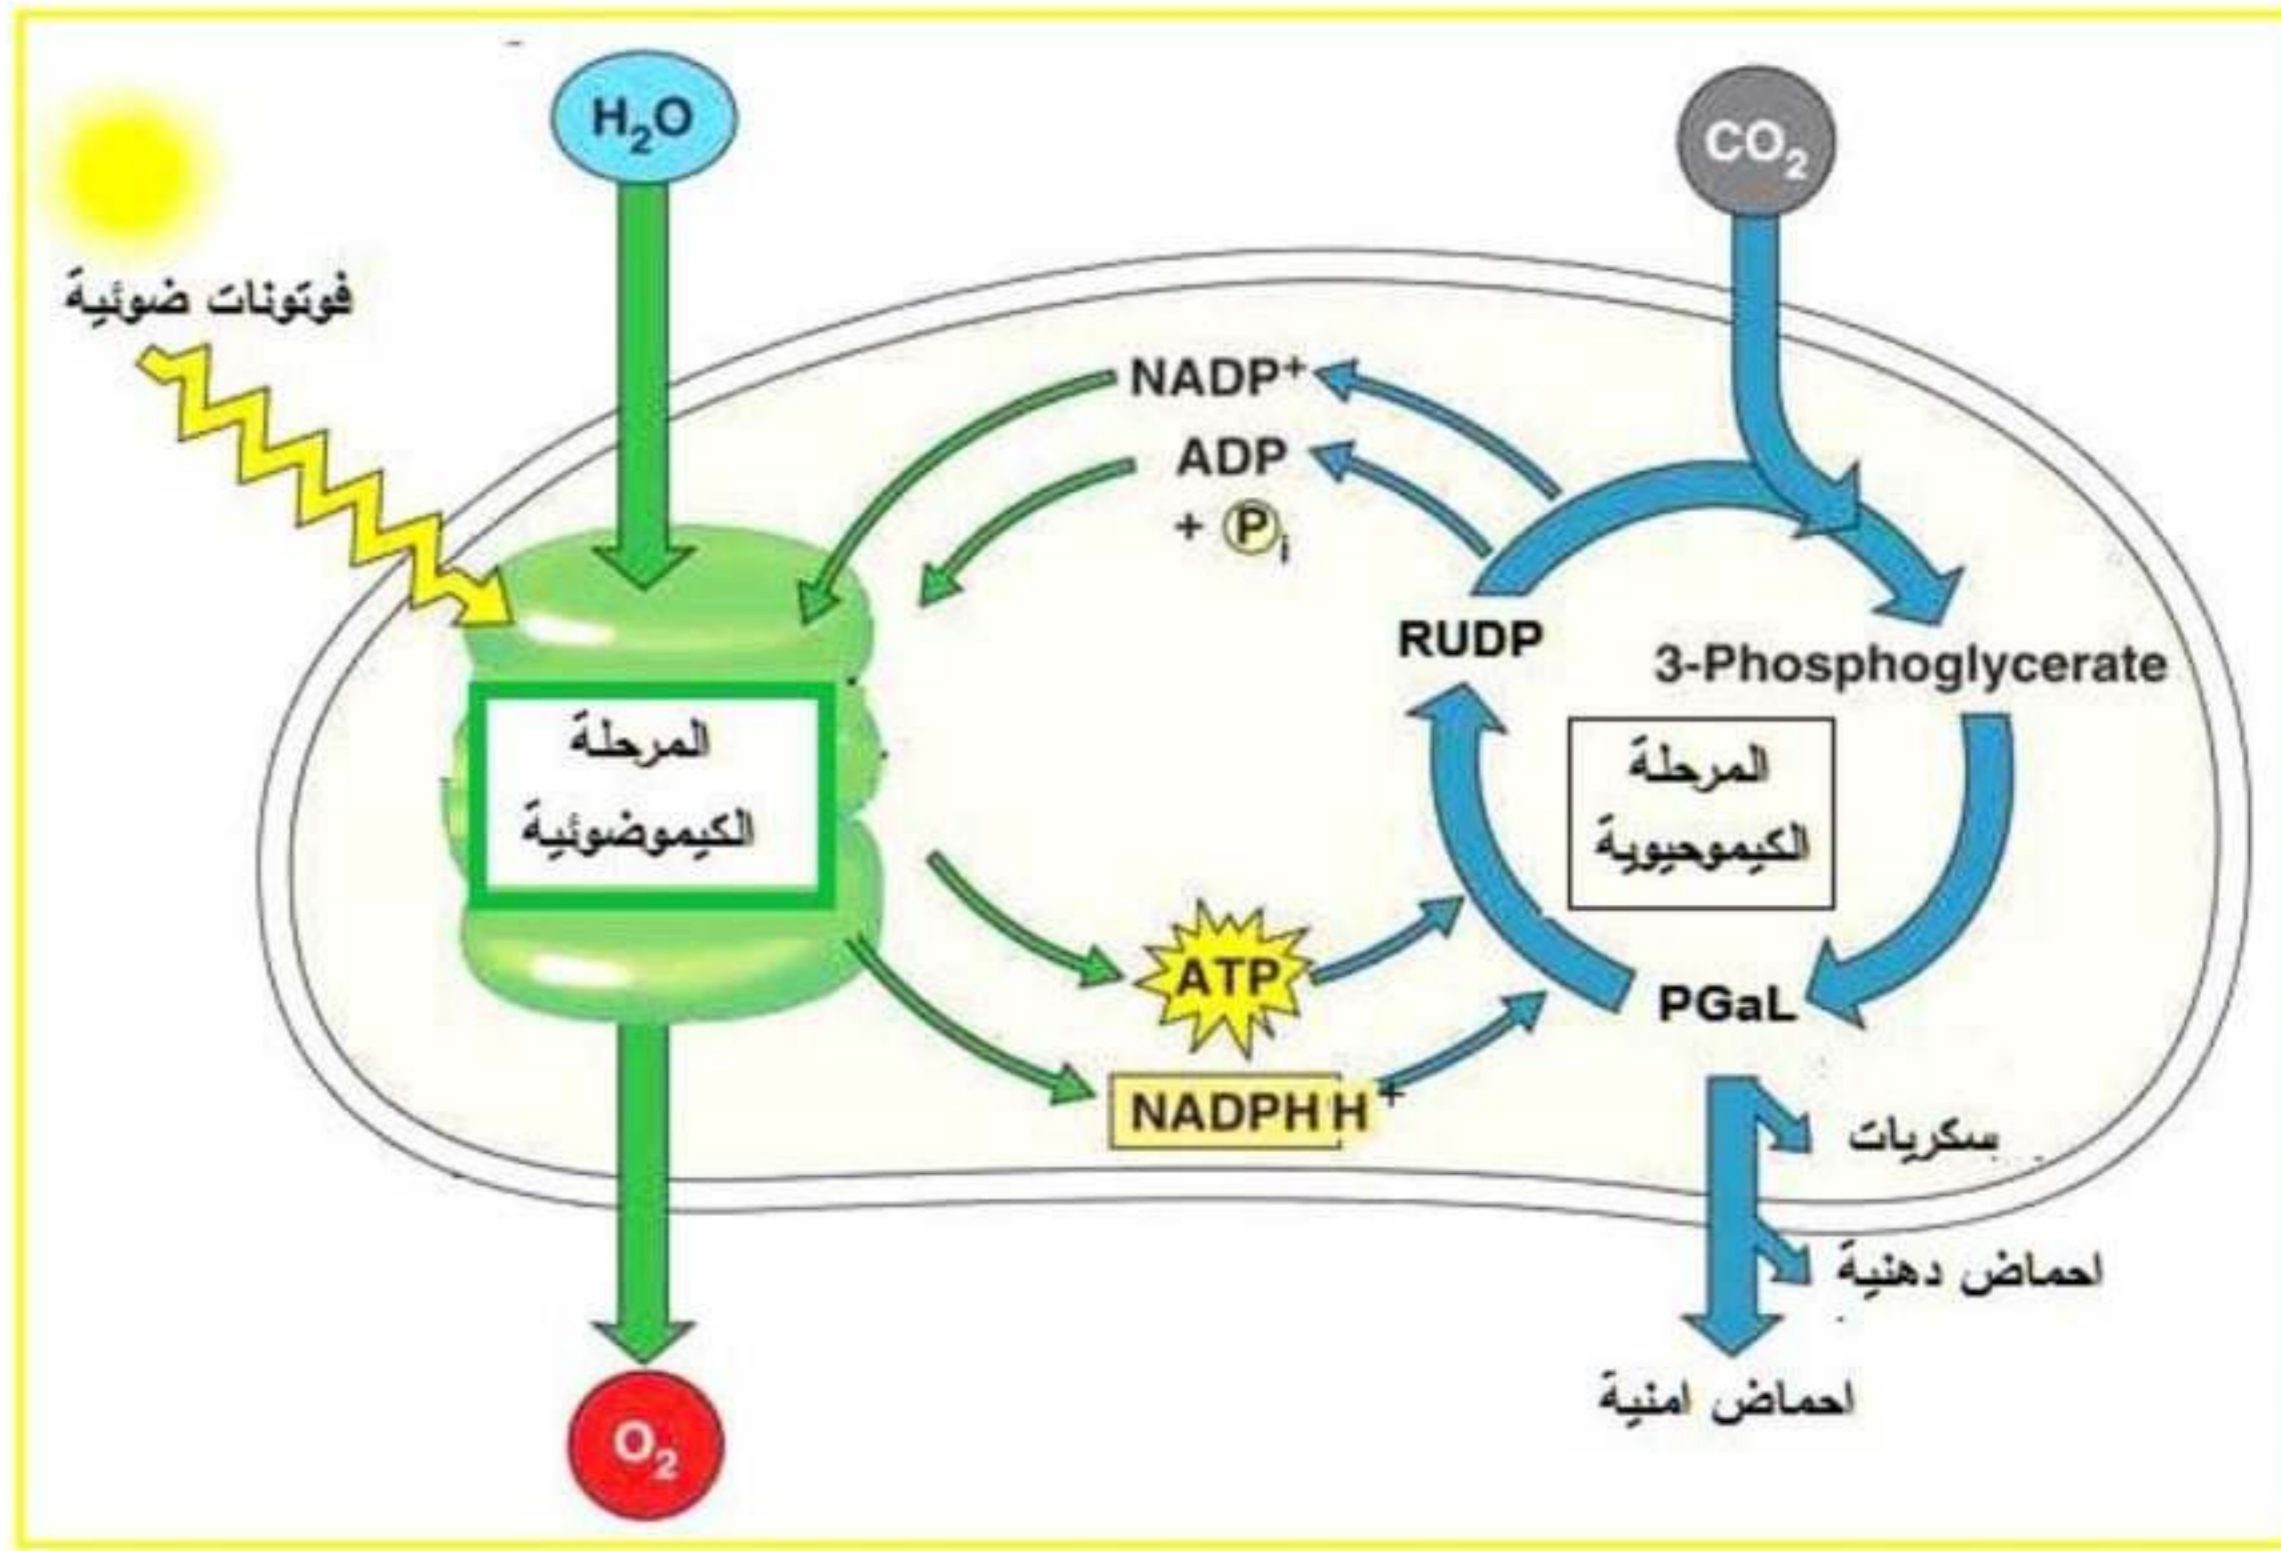 H₂O
CO₂
فوتونات ضوئية
NADP⁺
ADP
+ Pᵢ
RUDP
3-Phosphoglycerate
المرحلة
الكيموضوئية
المرحلة
الكيموحيوية
ATP
PGaL
NADPH H⁺
سكريات
احماض دهنية
احماض امنية
O₂